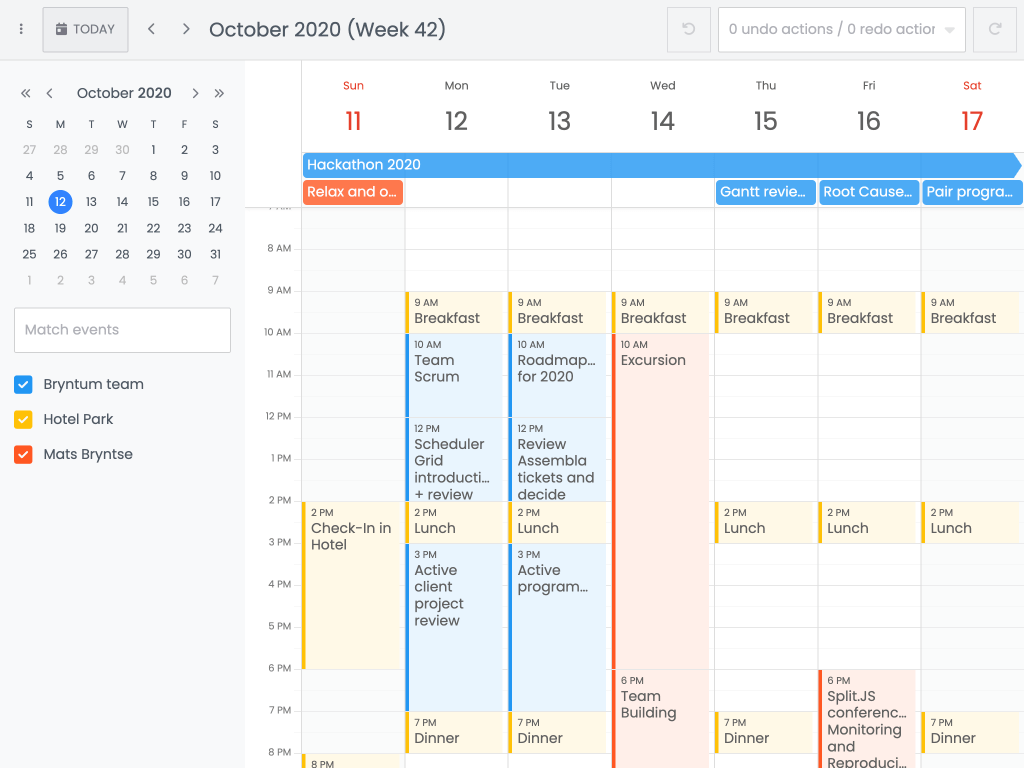 TODAY
October 2020 (Week 42)
0 undo actions / 0 redo action
October 2020
S M T W T F S
27 28 29 30 1 2 3
4 5 6 7 8 9 10
11 12 13 14 15 16 17
18 19 20 21 22 23 24
25 26 27 28 29 30 31
1 2 3 4 5 6 7
Match events
Bryntum team
Hotel Park
Mats Bryntse
Sun Mon Tue Wed Thu Fri Sat
11 12 13 14 15 16 17
Hackathon 2020
Relax and o... Gantt revie... Root Cause... Pair progra...
8 AM
9 AM
10 AM
11 AM
12 PM
1 PM
2 PM
3 PM
4 PM
5 PM
6 PM
7 PM
8 PM
2 PM
Check-In in
Hotel
8 PM
9 AM
Breakfast
10 AM
Team
Scrum
12 PM
Scheduler
Grid
introducti...
+ review
2 PM
Lunch
3 PM
Active
client
project
review
7 PM
Dinner
9 AM
Breakfast
10 AM
Roadmap...
for 2020
12 PM
Review
Assembla
tickets and
decide
2 PM
Lunch
3 PM
Active
program...
7 PM
Dinner
9 AM
Breakfast
10 AM
Excursion
6 PM
Team
Building
9 AM
Breakfast
2 PM
Lunch
7 PM
Dinner
9 AM
Breakfast
2 PM
Lunch
6 PM
Split.JS
conferenc...
Monitoring
and
Reproduci...
9 AM
Breakfast
2 PM
Lunch
7 PM
Dinner